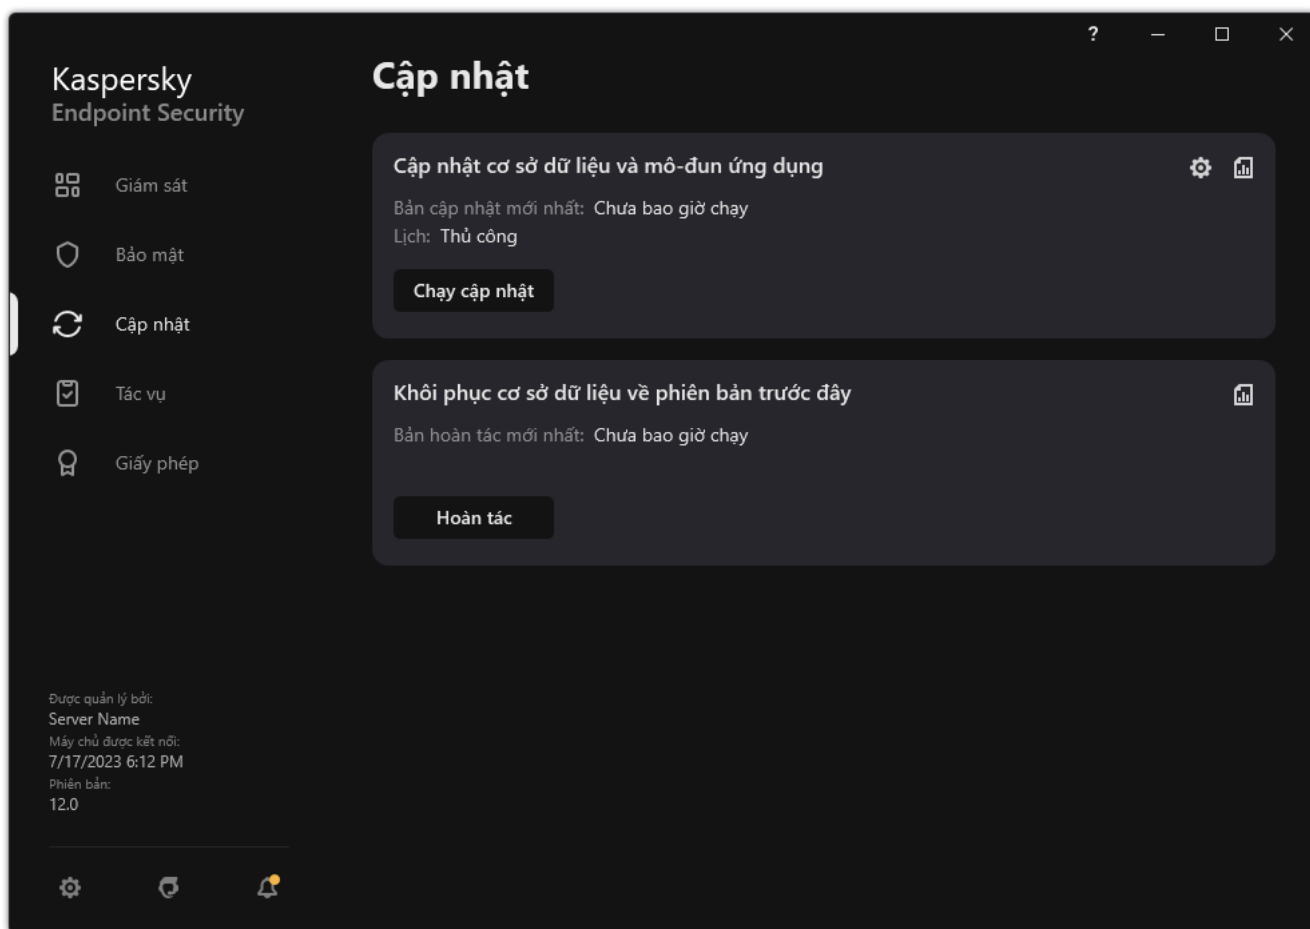 ?
Kaspersky
Endpoint Security
Giám sát
Bảo mật
Cập nhật
Tác vụ
Giấy phép
Được quản lý bởi:
Server Name
Máy chủ được kết nối:
7/17/2023 6:12 PM
Phiên bản:
12.0
Cập nhật
Cập nhật cơ sở dữ liệu và mô-đun ứng dụng
Bản cập nhật mới nhất: Chưa bao giờ chạy
Lịch: Thủ công
Chạy cập nhật
Khôi phục cơ sở dữ liệu về phiên bản trước đây
Bản hoàn tác mới nhất: Chưa bao giờ chạy
Hoàn tác